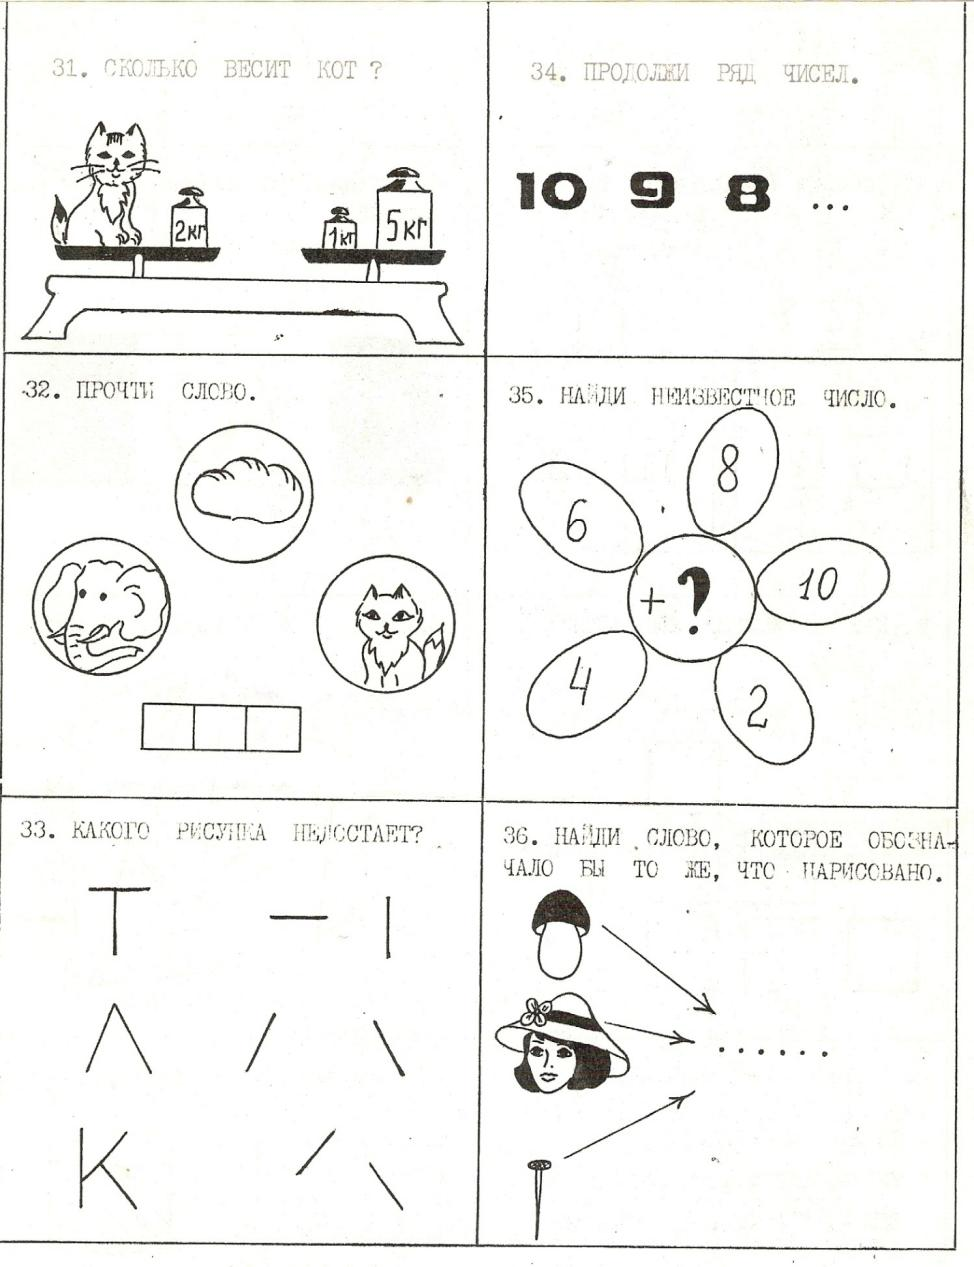 31. СКОЛЬКО ВЕСИТ КОТ ?
2кг
1кг
5кг
32. ПРОЧТИ СЛОВО.
33. КАКОГО РИСУНКА НЕДОСТАЕТ?
Т
Л
К
34. ПРОДОЛЖИ РЯД ЧИСЕЛ.
10 9 8 ...
35. НАЙДИ НЕИЗВЕСТНОЕ ЧИСЛО.
8
6
+ ?
10
4
2
36. НАЙДИ СЛОВО, КОТОРОЕ ОБОЗНА-
ЧАЛО БЫ ТО ЖЕ, ЧТО НАРИСОВАНО.
......